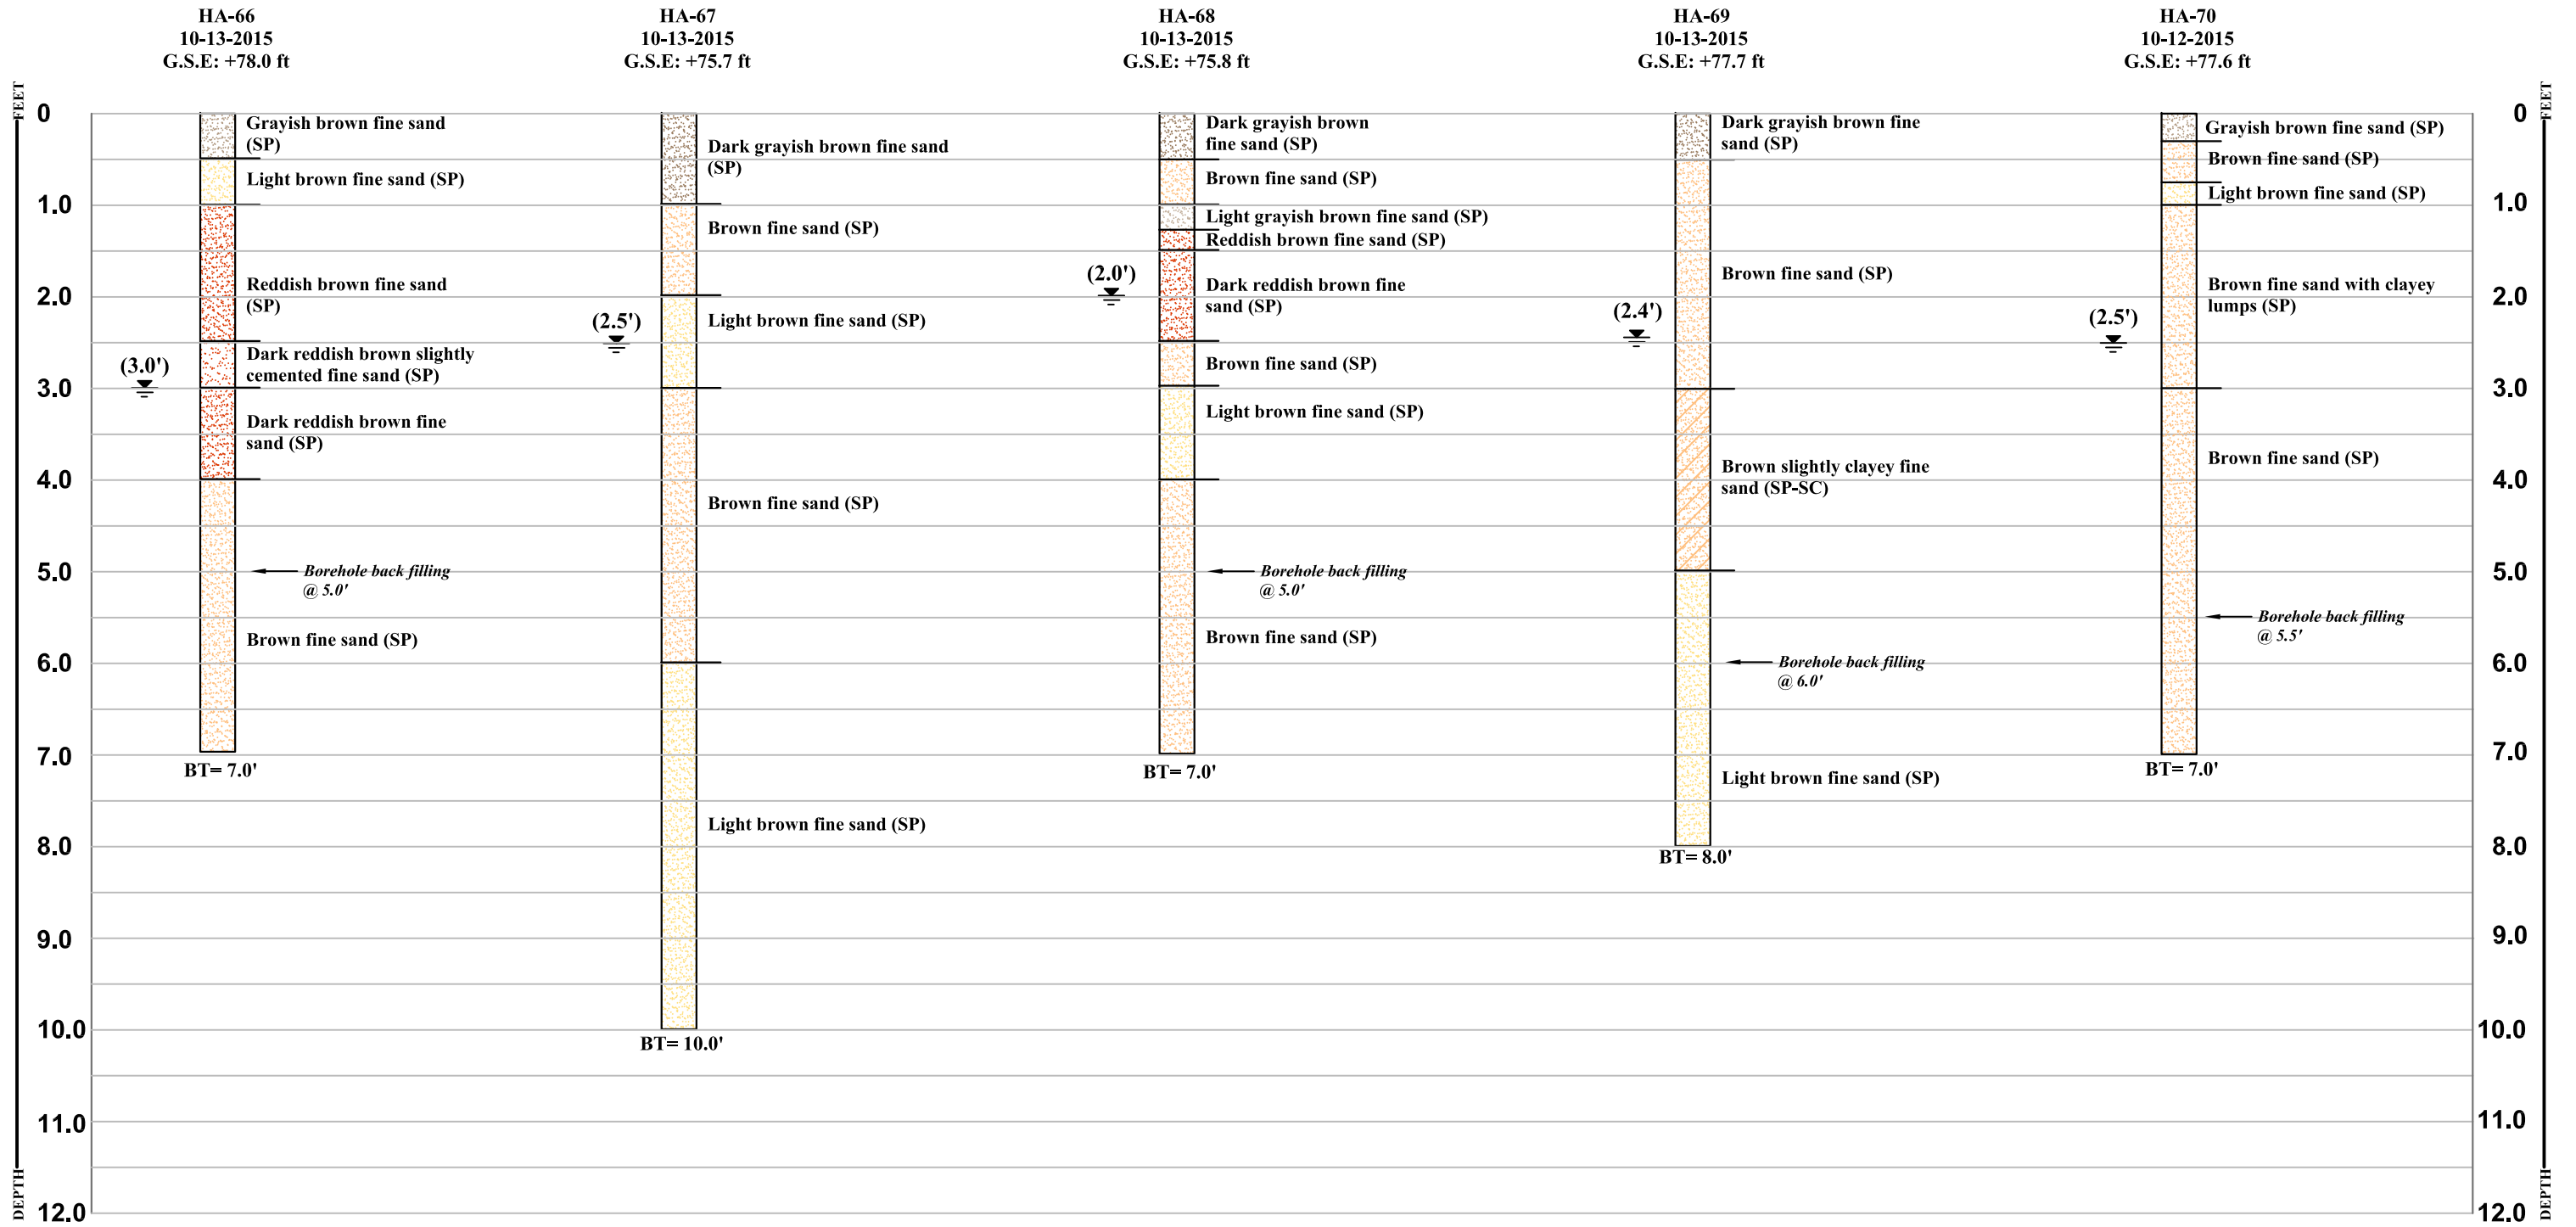 HA-66
10-13-2015
G.S.E: +78.0 ft
HA-67
10-13-2015
G.S.E: +75.7 ft
HA-68
10-13-2015
G.S.E: +75.8 ft
HA-69
10-13-2015
G.S.E: +77.7 ft
HA-70
10-12-2015
G.S.E: +77.6 ft
FEET
0
1.0
2.0
3.0
4.0
5.0
6.0
7.0
8.0
9.0
10.0
11.0
12.0
DEPTH
Grayish brown fine sand
(SP)
Light brown fine sand (SP)
Reddish brown fine sand
(SP)
Dark reddish brown slightly
cemented fine sand (SP)
(3.0')
Dark reddish brown fine
sand (SP)
Borehole back filling
@ 5.0'
Brown fine sand (SP)
BT= 7.0'
Dark grayish brown fine sand
(SP)
Brown fine sand (SP)
(2.5')
Light brown fine sand (SP)
Brown fine sand (SP)
Light brown fine sand (SP)
BT= 10.0'
Dark grayish brown
fine sand (SP)
Brown fine sand (SP)
Light grayish brown fine sand (SP)
Reddish brown fine sand (SP)
(2.0')
Dark reddish brown fine
sand (SP)
Brown fine sand (SP)
Light brown fine sand (SP)
Borehole back filling
@ 5.0'
Brown fine sand (SP)
BT= 7.0'
Dark grayish brown fine
sand (SP)
Brown fine sand (SP)
(2.4')
Brown slightly clayey fine
sand (SP-SC)
Borehole back filling
@ 6.0'
Light brown fine sand (SP)
BT= 8.0'
Grayish brown fine sand (SP)
Brown fine sand (SP)
Light brown fine sand (SP)
Brown fine sand with clayey
lumps (SP)
(2.5')
Brown fine sand (SP)
Borehole back filling
@ 5.5'
BT= 7.0'
FEET
0
1.0
2.0
3.0
4.0
5.0
6.0
7.0
8.0
9.0
10.0
11.0
12.0
DEPTH